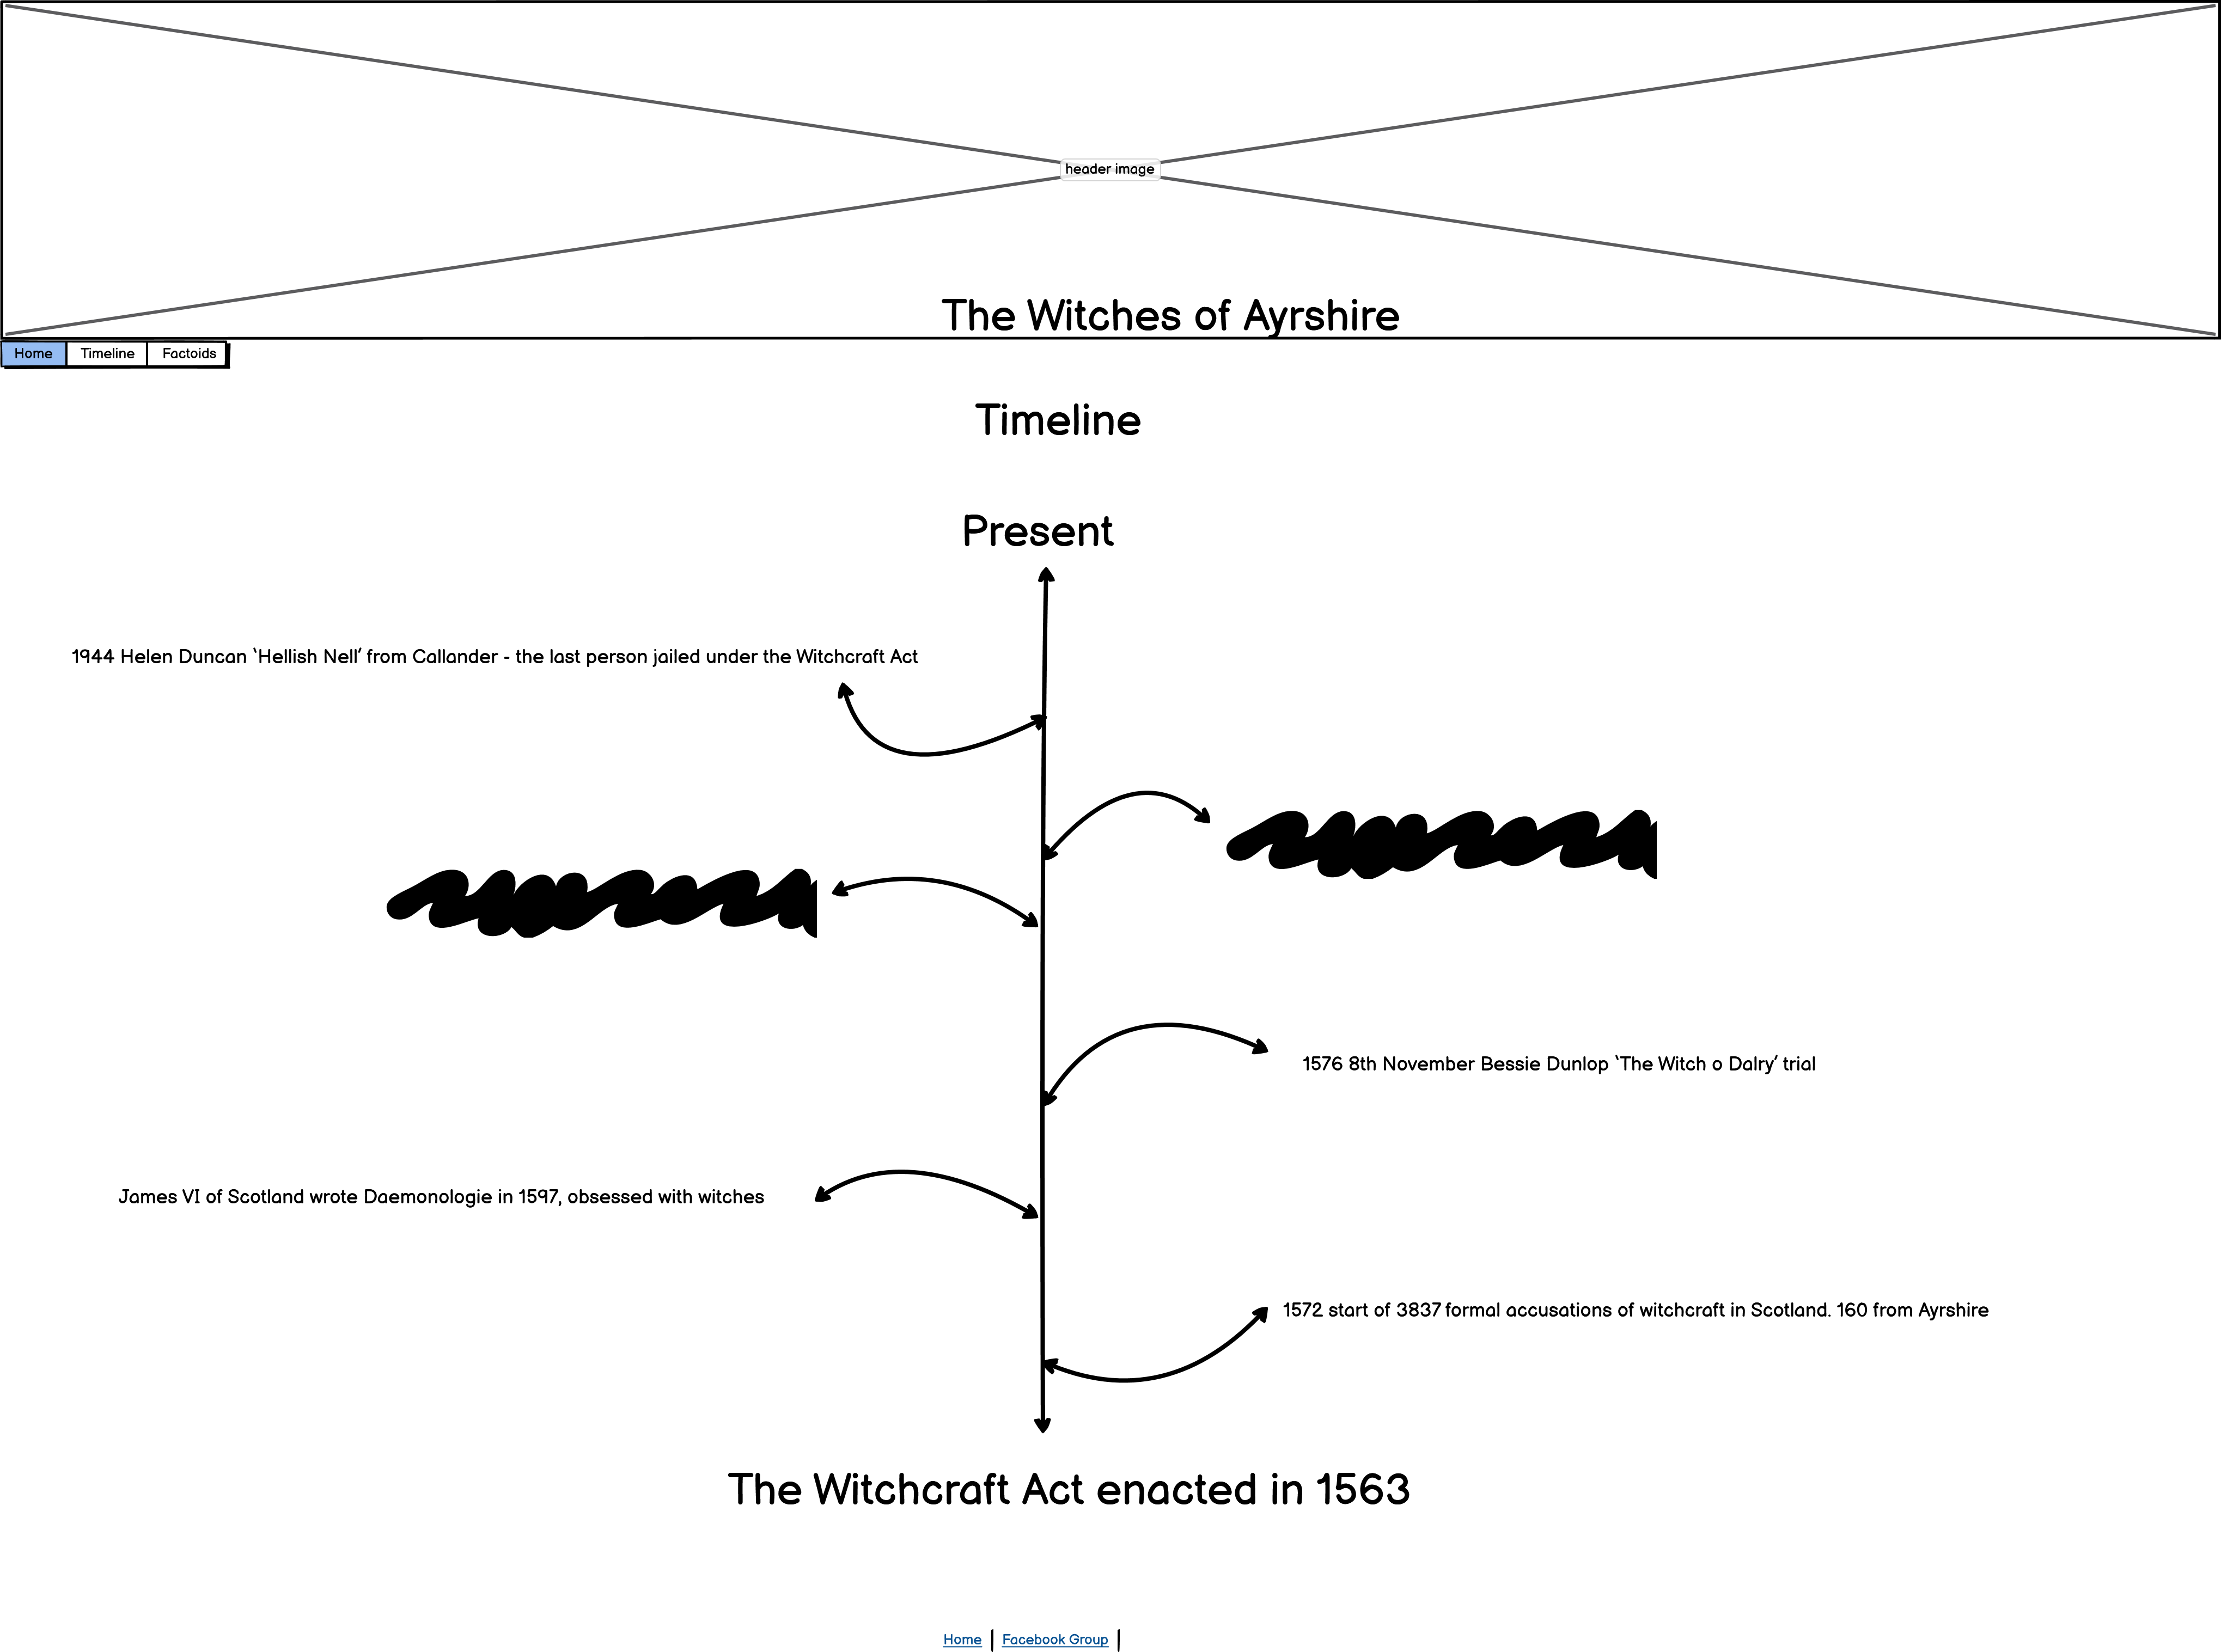 header image
The Witches of Ayrshire
Home Timeline Factoids
Timeline
Present
1944 Helen Duncan 'Hellish Nell' from Callander - the last person jailed under the Witchcraft Act
1576 8th November Bessie Dunlop 'The Witch o Dalry' trial
James VI of Scotland wrote Daemonologie in 1597, obsessed with witches
1572 start of 3837 formal accusations of witchcraft in Scotland. 160 from Ayrshire
The Witchcraft Act enacted in 1563
Home | Facebook Group |